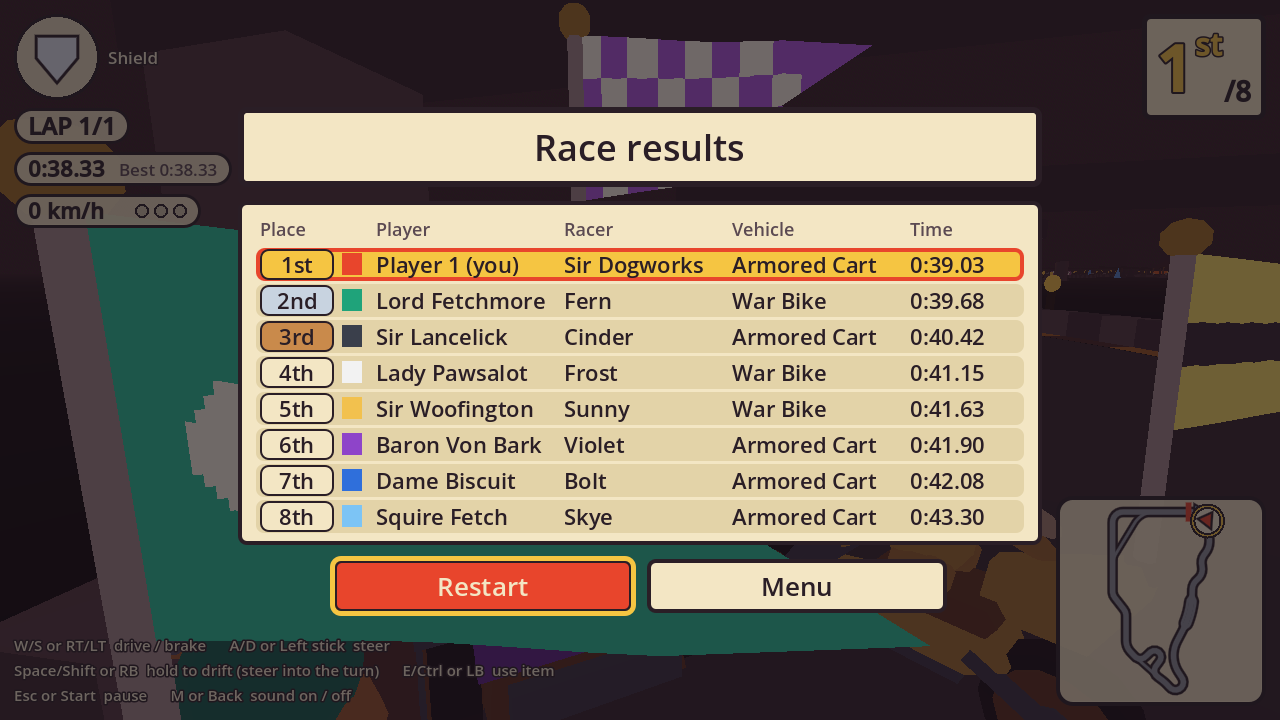 Shield
1st
/8
LAP 1/1
0:38.33 Best 0:38.33
0 km/h
Race results
Place Player Racer Vehicle Time
1st Player 1 (you) Sir Dogworks Armored Cart 0:39.03
2nd Lord Fetchmore Fern War Bike 0:39.68
3rd Sir Lancelick Cinder Armored Cart 0:40.42
4th Lady Pawsalot Frost War Bike 0:41.15
5th Sir Woofington Sunny War Bike 0:41.63
6th Baron Von Bark Violet Armored Cart 0:41.90
7th Dame Biscuit Bolt Armored Cart 0:42.08
8th Squire Fetch Skye Armored Cart 0:43.30
Restart Menu
W/S or RT/LT drive / brake A/D or Left stick steer
Space/Shift or RB hold to drift (steer into the turn) E/Ctrl or LB use item
Esc or Start pause M or Back sound on / off